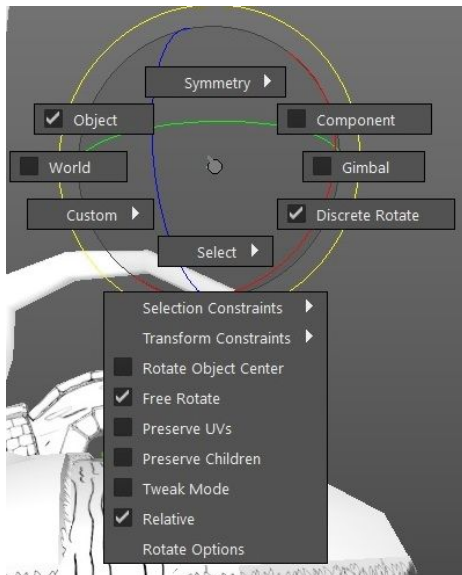 Symmetry
Object
Component
World
Gimbal
Custom
Discrete Rotate
Select
Selection Constraints
Transform Constraints
Rotate Object Center
Free Rotate
Preserve UVs
Preserve Children
Tweak Mode
Relative
Rotate Options